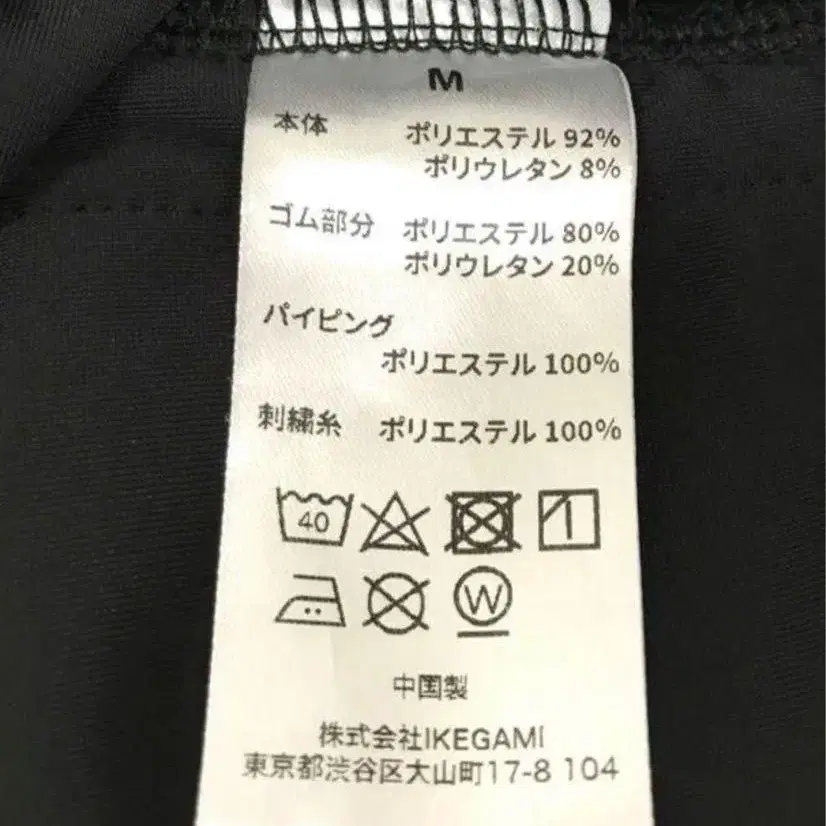 M
本体 ポリエステル 92%
ポリウレタン 8%
ゴム部分 ポリエステル 80%
ポリウレタン 20%
パイピング
ポリエステル 100%
刺繍糸 ポリエステル 100%
40
W
中国製
株式会社IKEGAMI
東京都渋谷区大山町17-8 104